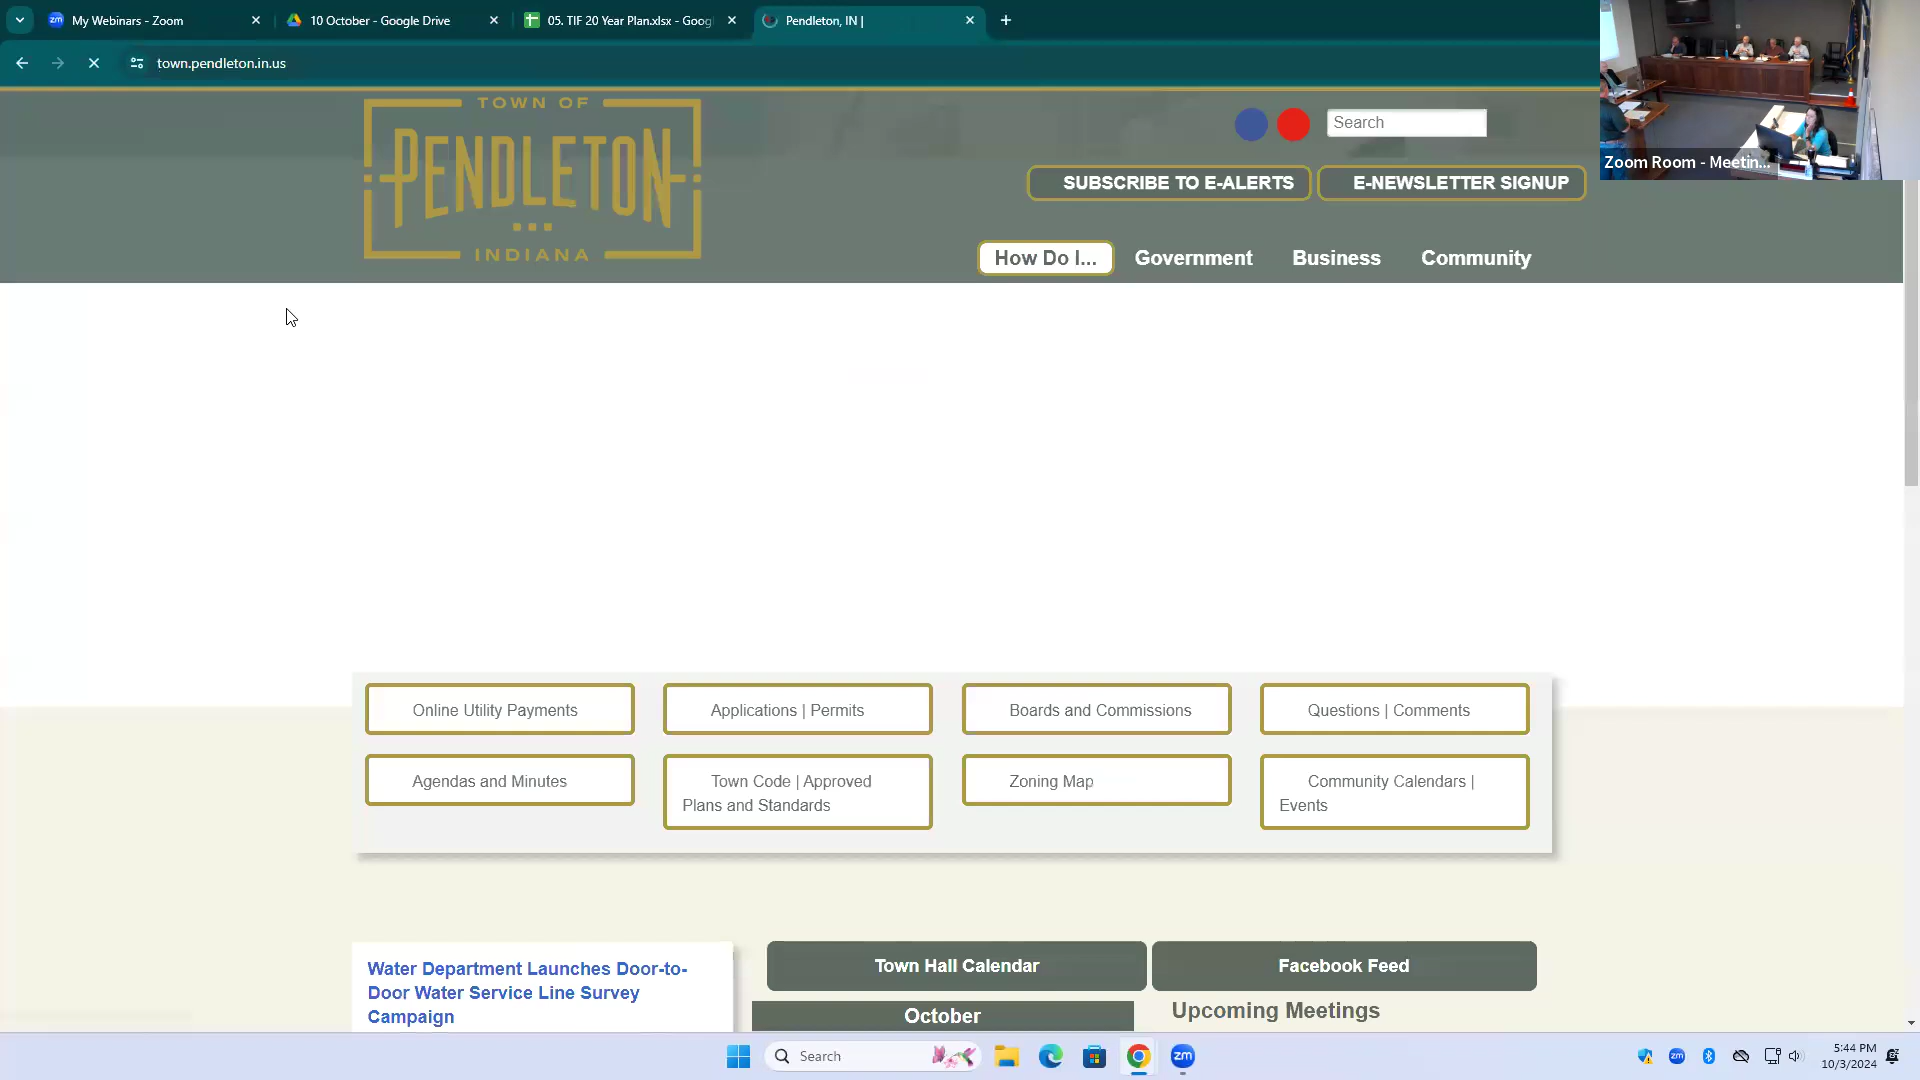 My Webinars - Zoom
10 October - Google Drive
05. TIF 20 Year Plan.xlsx - Goog
Pendleton, IN |
town.pendleton.in.us
TOWN OF
PENDLETON
INDIANA
Search
SUBSCRIBE TO E-ALERTS
E-NEWSLETTER SIGNUP
How Do I...
Government
Business
Community
Zoom Room - Meetin...
Online Utility Payments
Applications | Permits
Boards and Commissions
Questions | Comments
Agendas and Minutes
Town Code | Approved
Plans and Standards
Zoning Map
Community Calendars |
Events
Water Department Launches Door-to-
Door Water Service Line Survey
Campaign
Town Hall Calendar
October
Facebook Feed
Upcoming Meetings
Search
zm
5:44 PM
10/3/2024